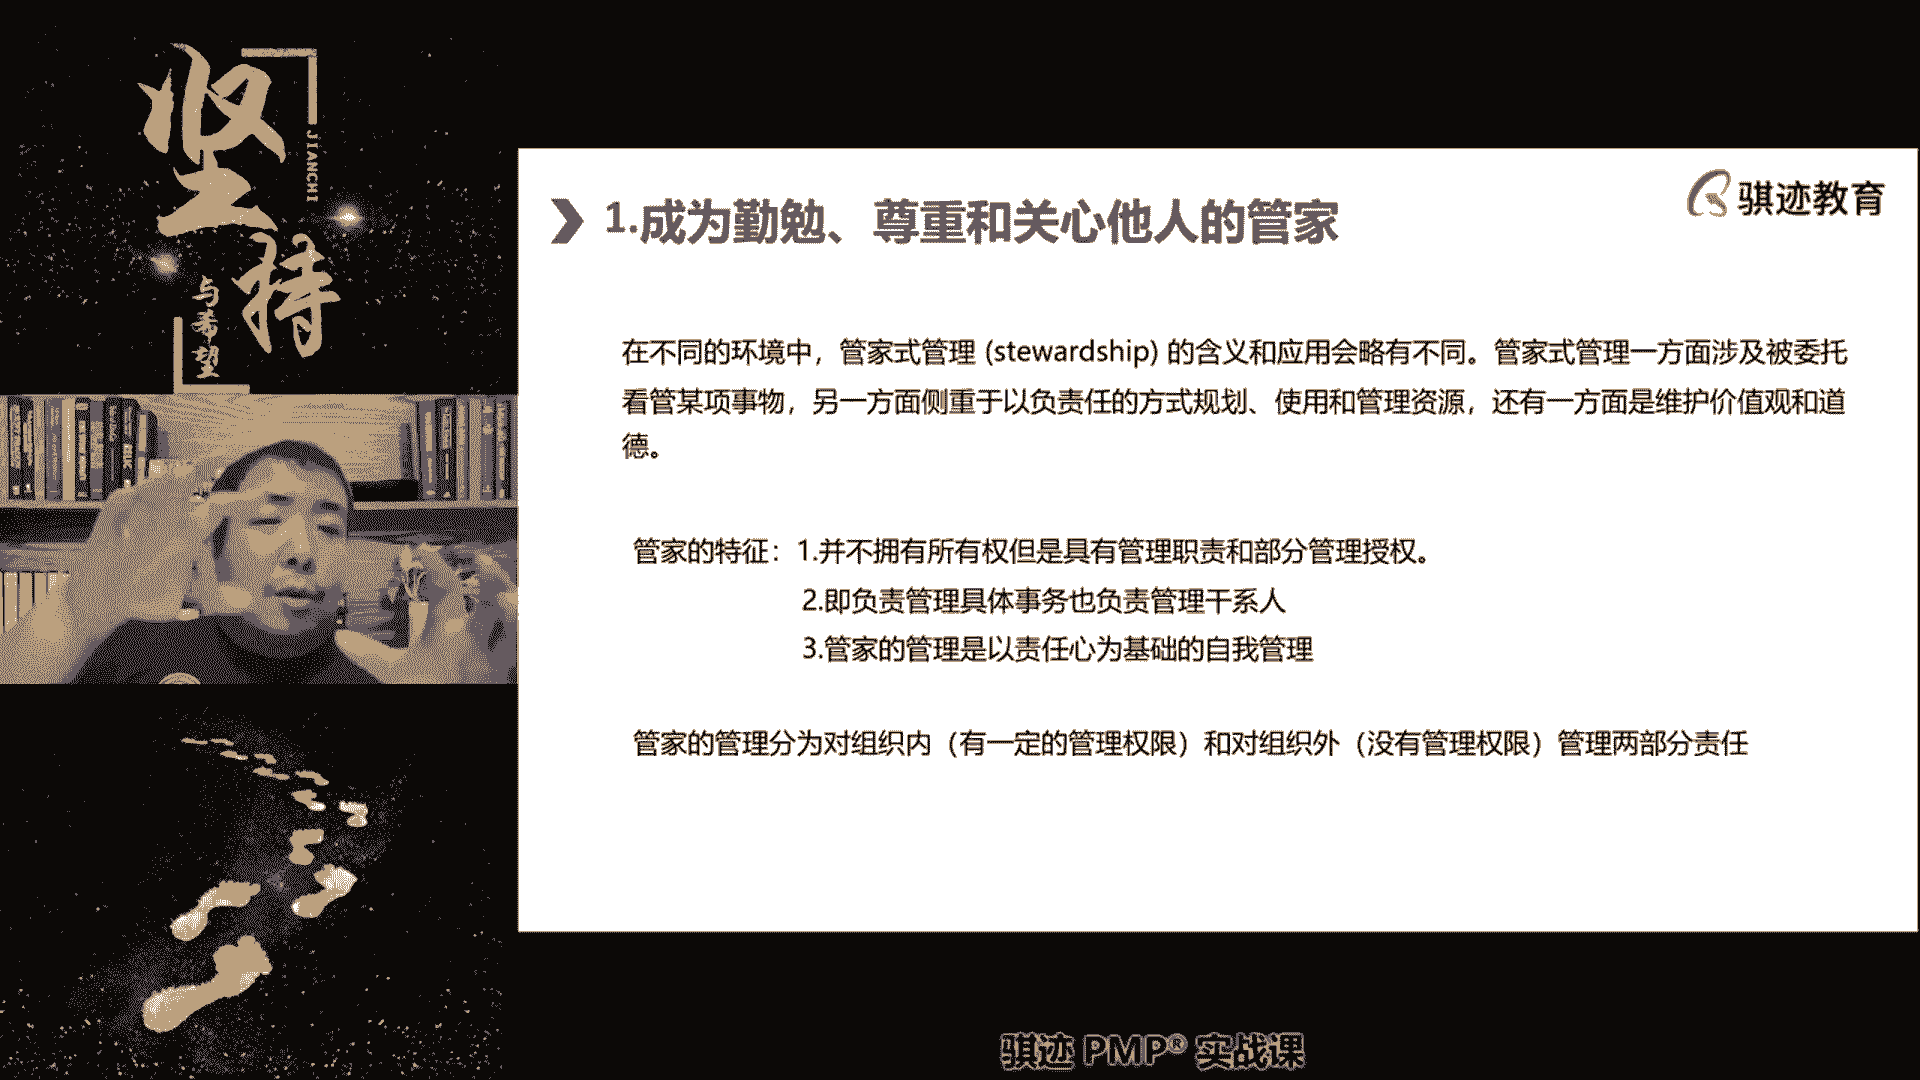 坚持
JIANCHI
与希望
骐迹教育
1.成为勤勉、尊重和关心他人的管家
在不同的环境中，管家式管理 (stewardship) 的含义和应用会略有不同。管家式管理一方面涉及被委托
看管某项事物，另一方面侧重于以负责任的方式规划、使用和管理资源，还有一方面是维护价值观和道
德。
管家的特征：1.并不拥有所有权但是具有管理职责和部分管理授权。
2.即负责管理具体事务也负责管理干系人
3.管家的管理是以责任心为基础的自我管理
管家的管理分为对组织内（有一定的管理权限）和对组织外（没有管理权限）管理两部分责任
骐迹 PMP® 实战课